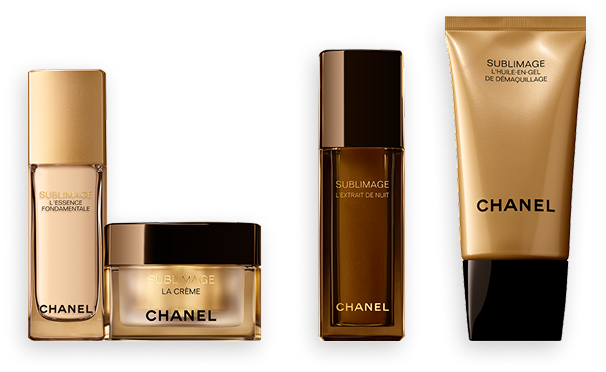 SUBLIMAGE
L'ESSENCE
FONDAMENTALE
CHANEL
SUBLIMAGE
LA CRÈME
CHANEL
SUBLIMAGE
L'EXTRAIT DE NUIT
CHANEL
SUBLIMAGE
L'HUILE-EN-GEL
DE DÉMAQUILLAGE
CHANEL